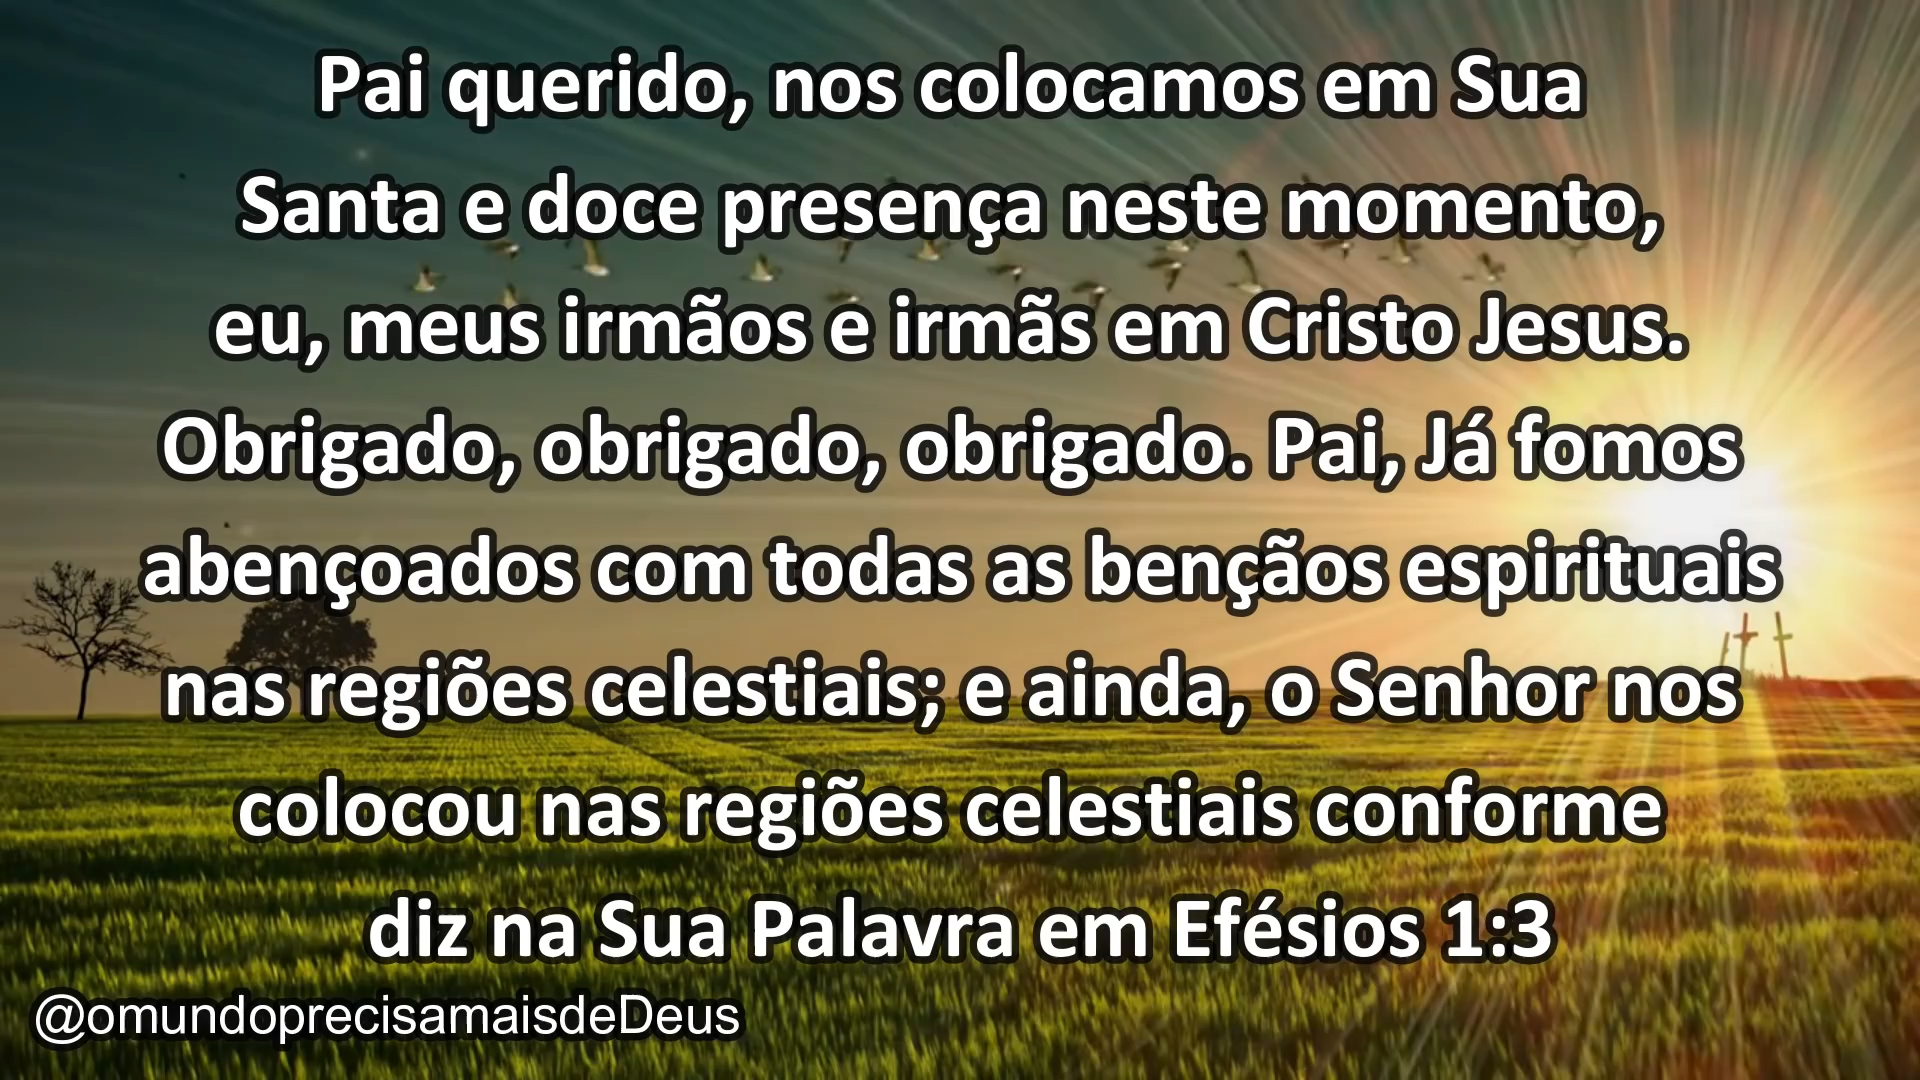 Pai querido, nos colocamos em Sua
Santa e doce presença neste momento,
eu, meus irmãos e irmãs em Cristo Jesus.
Obrigado, obrigado, obrigado. Pai, Já fomos
abençoados com todas as bençãos espirituais
nas regiões celestiais; e ainda, o Senhor nos
colocou nas regiões celestiais conforme
diz na Sua Palavra em Efésios 1:3
@omundoprecisamaisdeDeus